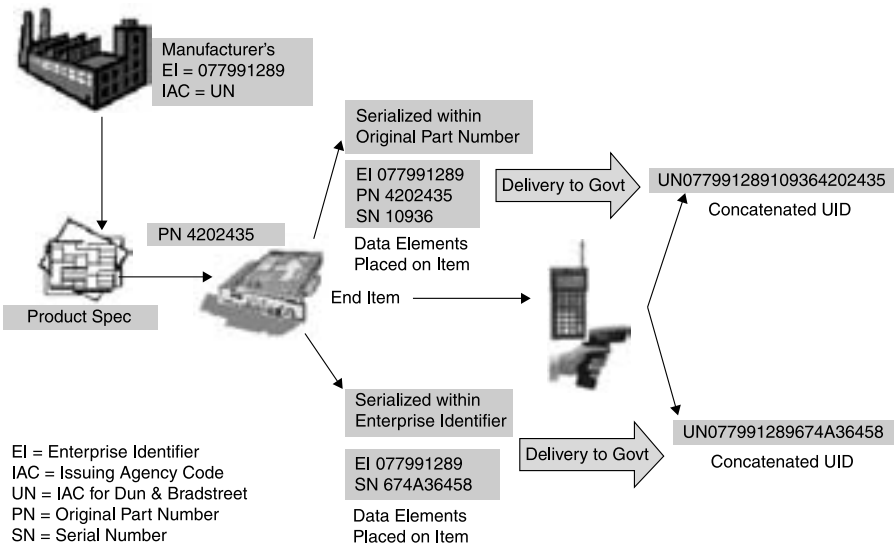 Manufacturer's
EI = 077991289
IAC = UN
Serialized within
Original Part Number
EI 077991289
PN 4202435
SN 10936
Delivery to Govt
UN077991289109364202435
Concatenated UID
Data Elements
Placed on Item
PN 4202435
Product Spec
End Item
Serialized within
Enterprise Identifier
EI 077991289
SN 674A36458
Delivery to Govt
UN077991289674A36458
Concatenated UID
Data Elements
Placed on Item
EI = Enterprise Identifier
IAC = Issuing Agency Code
UN = IAC for Dun & Bradstreet
PN = Original Part Number
SN = Serial Number